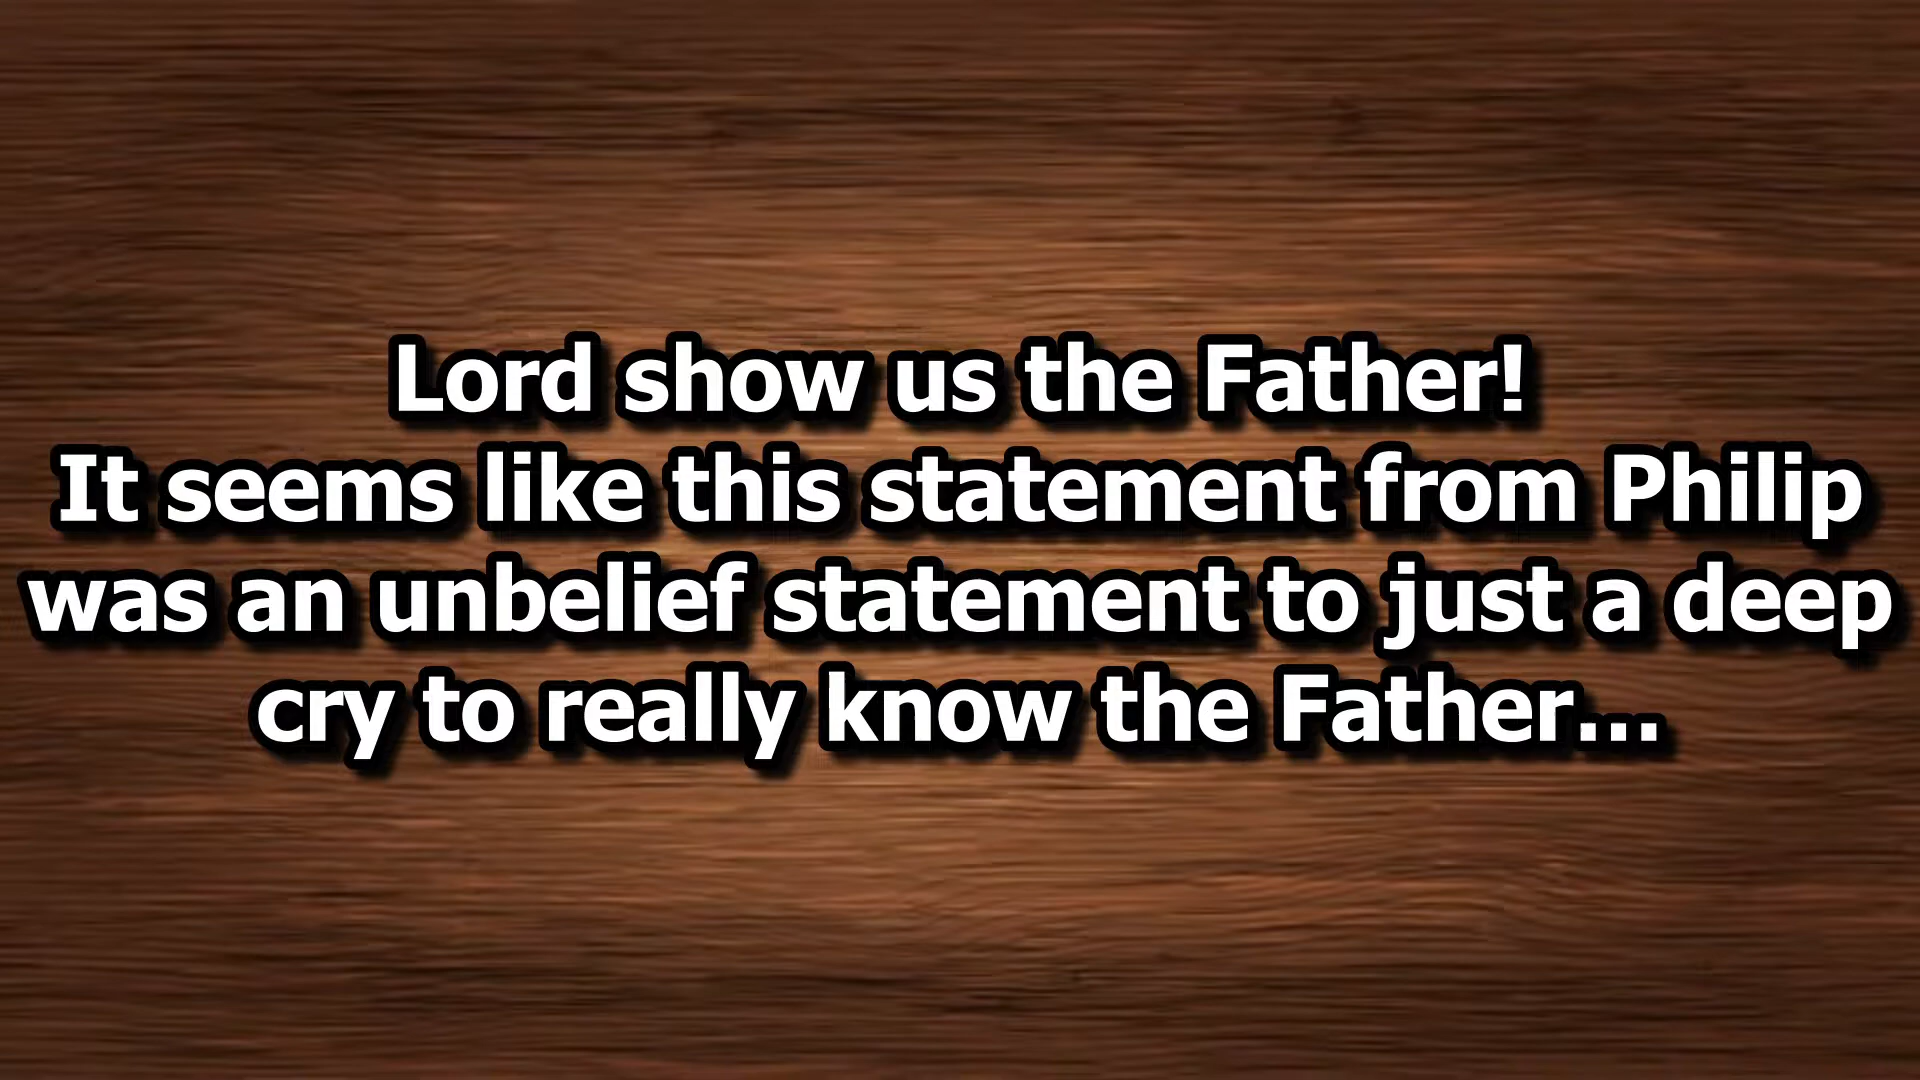 Lord show us the Father!
It seems like this statement from Philip
was an unbelief statement to just a deep
cry to really know the Father...